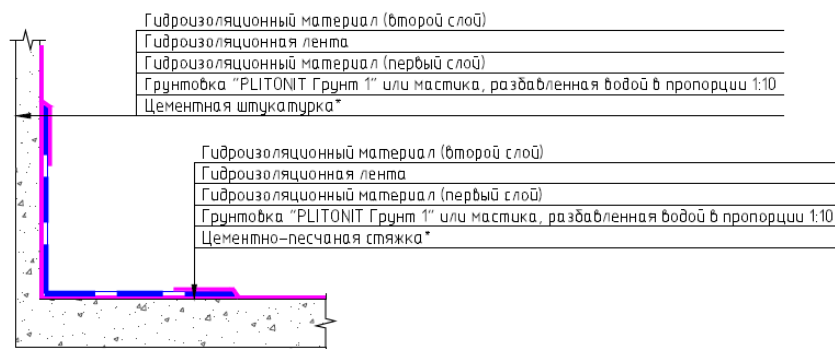 Гидроизоляционный материал (второй слой)
Гидроизоляционная лента
Гидроизоляционный материал (первый слой)
Грунтовка "PLITONIT Грунт 1" или мастика, разбавленная водой в пропорции 1:10
Цементная штукатурка*
Гидроизоляционный материал (второй слой)
Гидроизоляционная лента
Гидроизоляционный материал (первый слой)
Грунтовка "PLITONIT Грунт 1" или мастика, разбавленная водой в пропорции 1:10
Цементно-песчаная стяжка*